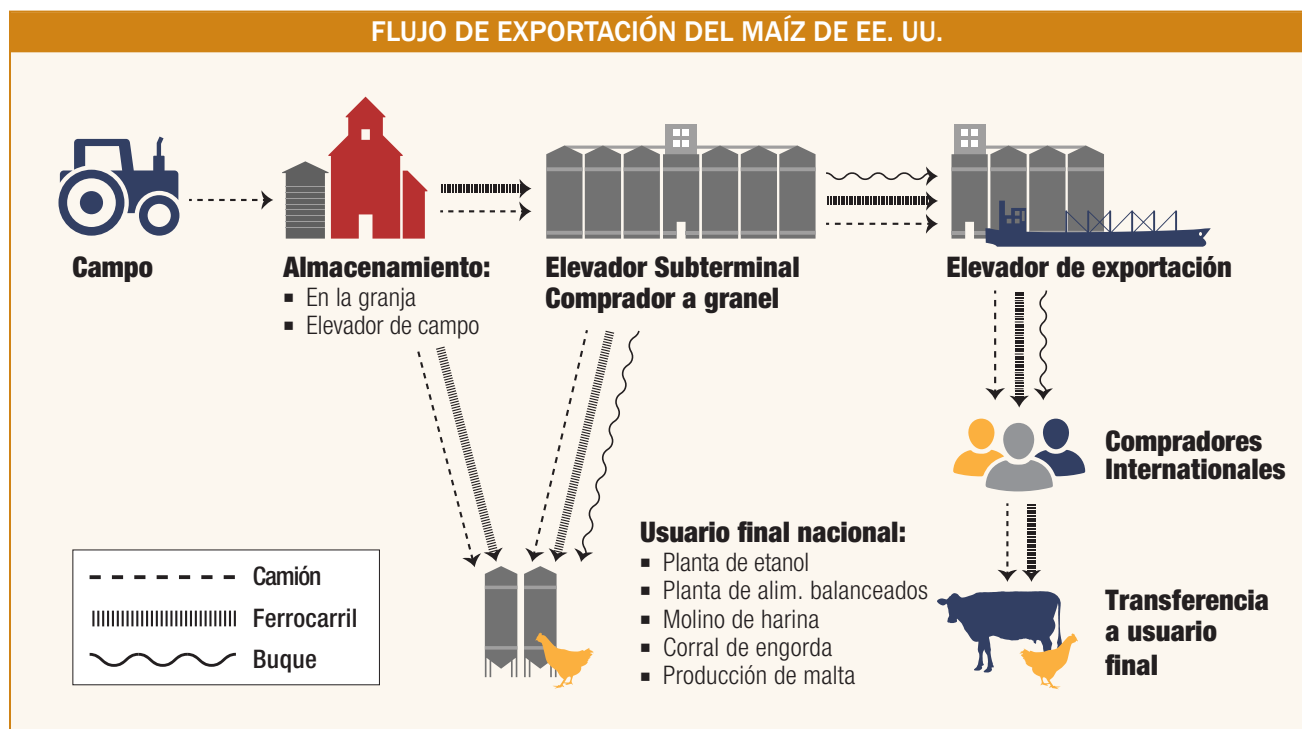 FLUJO DE EXPORTACIÓN DEL MAÍZ DE EE. UU.
Campo
Almacenamiento:
▪ En la granja
▪ Elevador de campo
Elevador Subterminal
Comprador a granel
Elevador de exportación
Compradores
Internationales
Usuario final nacional:
▪ Planta de etanol
▪ Planta de alim. balanceados
▪ Molino de harina
▪ Corral de engorda
▪ Producción de malta
Transferencia
a usuario
final
Camión
Ferrocarril
Buque